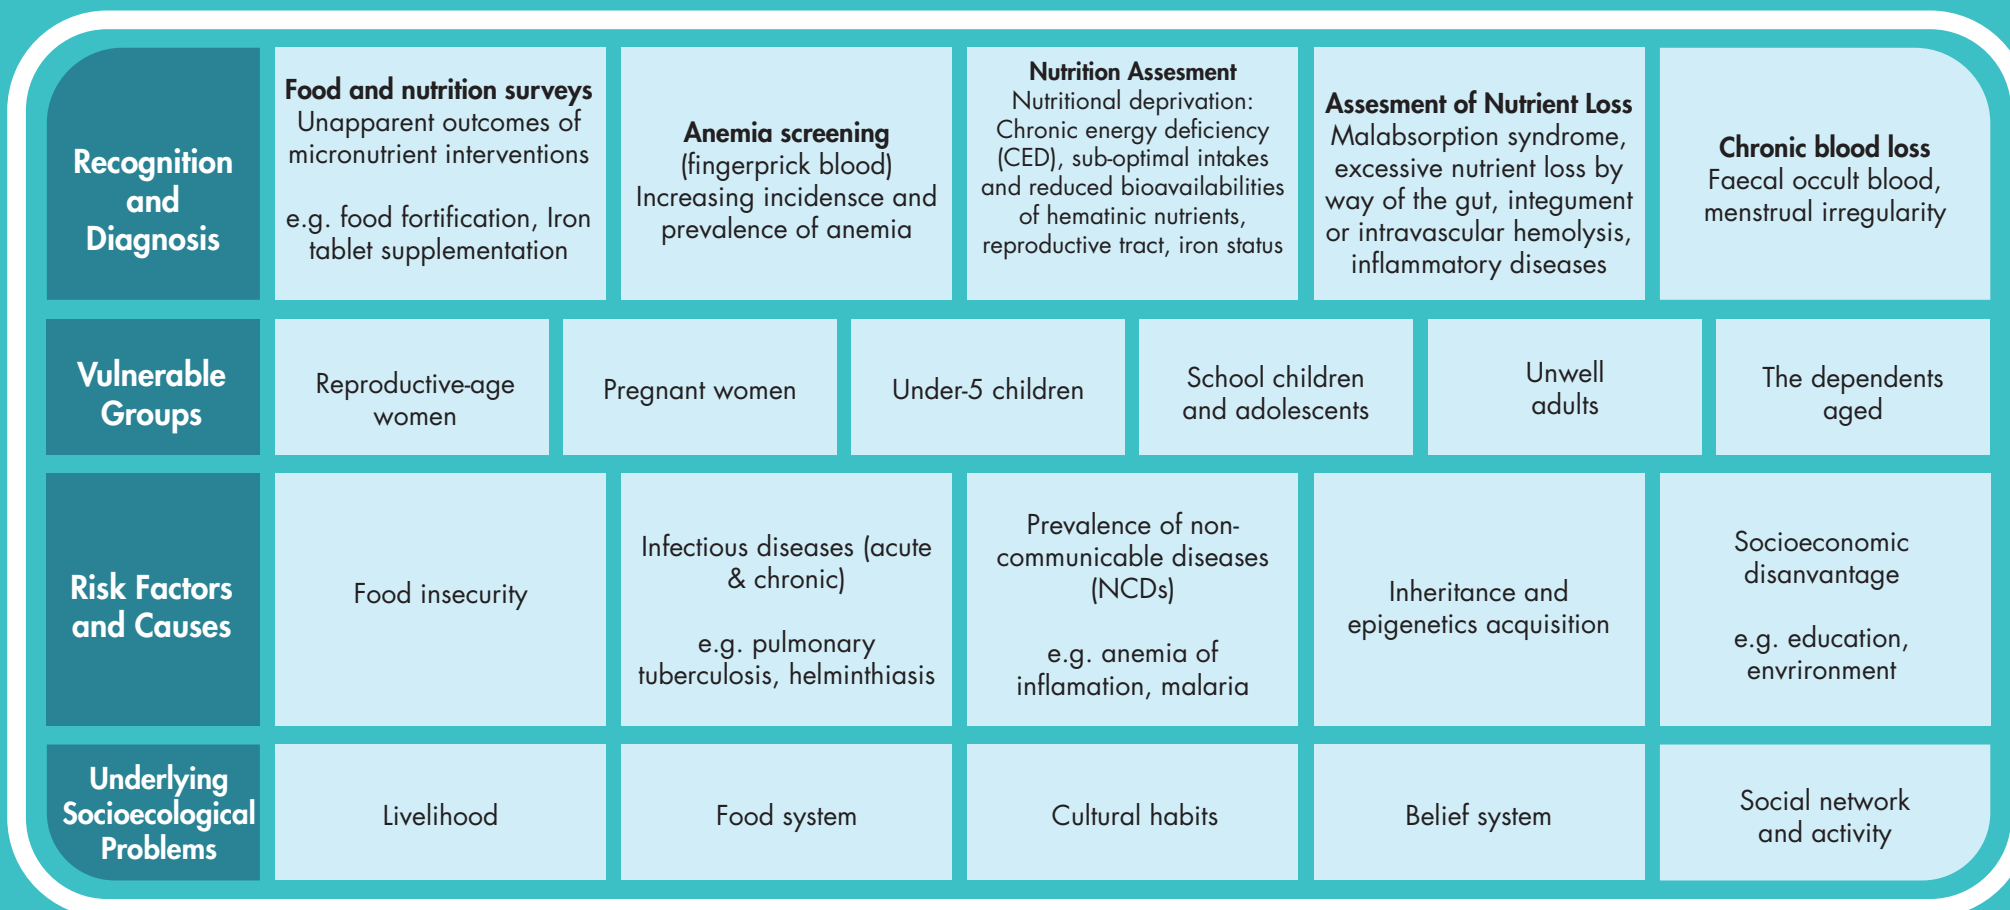 Recognition
and
Diagnosis
Food and nutrition surveys
Unapparent outcomes of
micronutrient interventions
e.g. food fortification, Iron
tablet supplementation
Anemia screening
(fingerprick blood)
Increasing incidensce and
prevalence of anemia
Nutrition Assesment
Nutritional deprivation:
Chronic energy deficiency
(CED), sub-optimal intakes
and reduced bioavailabilities
of hematinic nutrients,
reproductive tract, iron status
Assesment of Nutrient Loss
Malabsorption syndrome,
excessive nutrient loss by
way of the gut, integument
or intravascular hemolysis,
inflammatory diseases
Chronic blood loss
Faecal occult blood,
menstrual irregularity
Vulnerable
Groups
Reproductive-age
women
Pregnant women
Under-5 children
School children
and adolescents
Unwell
adults
The dependents
aged
Risk Factors
and Causes
Food insecurity
Infectious diseases (acute
& chronic)
e.g. pulmonary
tuberculosis, helminthiasis
Prevalence of non-
communicable diseases
(NCDs)
e.g. anemia of
inflamation, malaria
Inheritance and
epigenetics acquisition
Socioeconomic
disanvantage
e.g. education,
envrironment
Underlying
Socioecological
Problems
Livelihood
Food system
Cultural habits
Belief system
Social network
and activity